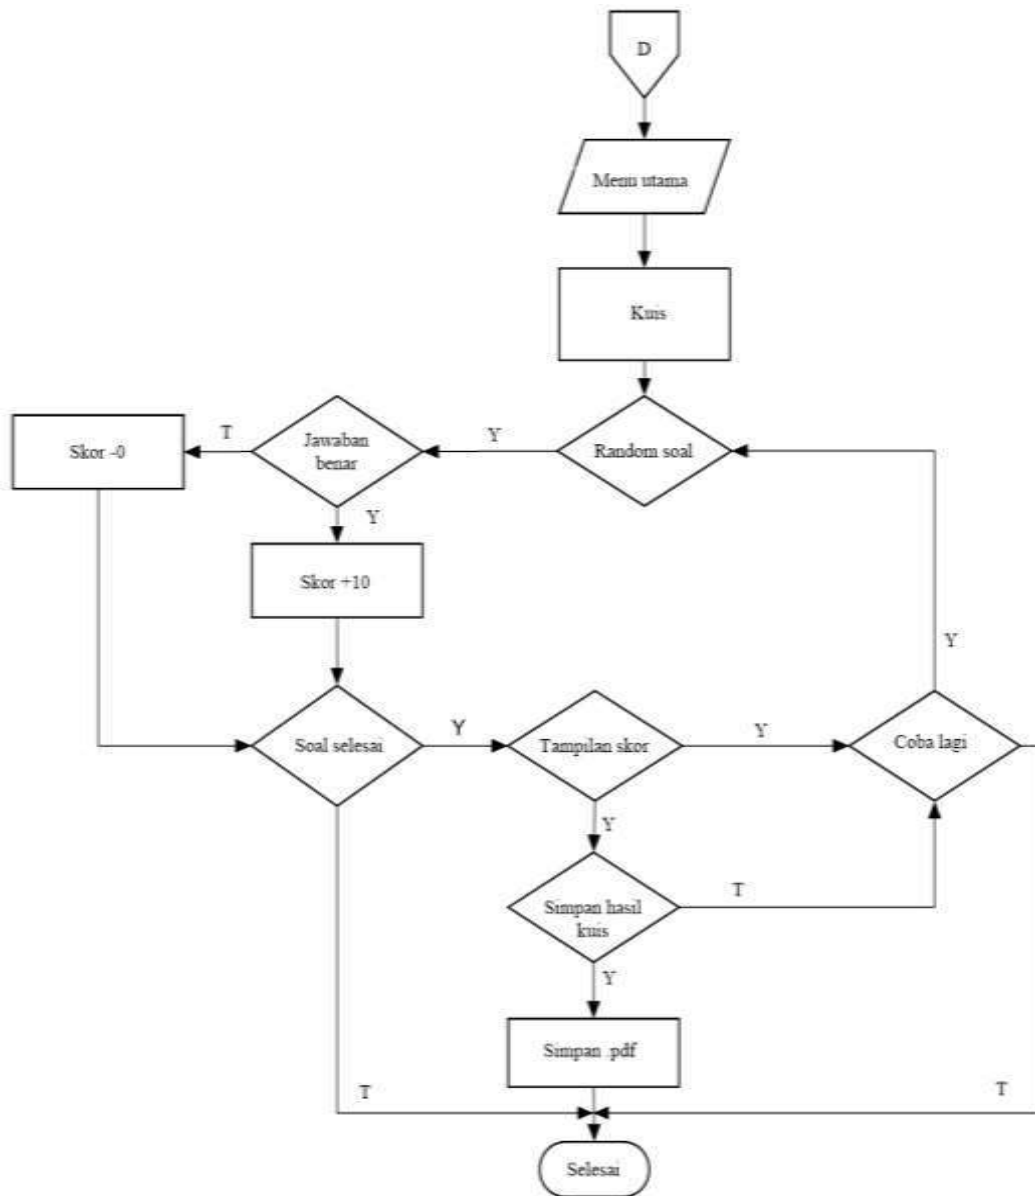 D
Menu utama
Kuis
Random soal
Y
Jawaban
benar
T
Skor -0
Y
Skor +10
Y
Soal selesai
Y
Tampilan skor
Y
Coba lagi
Y
Simpan hasil
kuis
T
Y
Simpan .pdf
T
T
Selesai